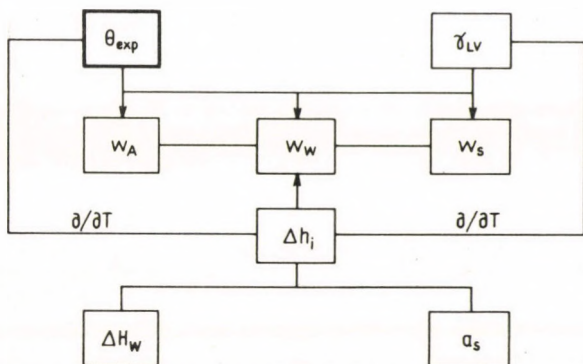 θexp γLV
WA WW WS
∂/∂T Δhi ∂/∂T
ΔHW as